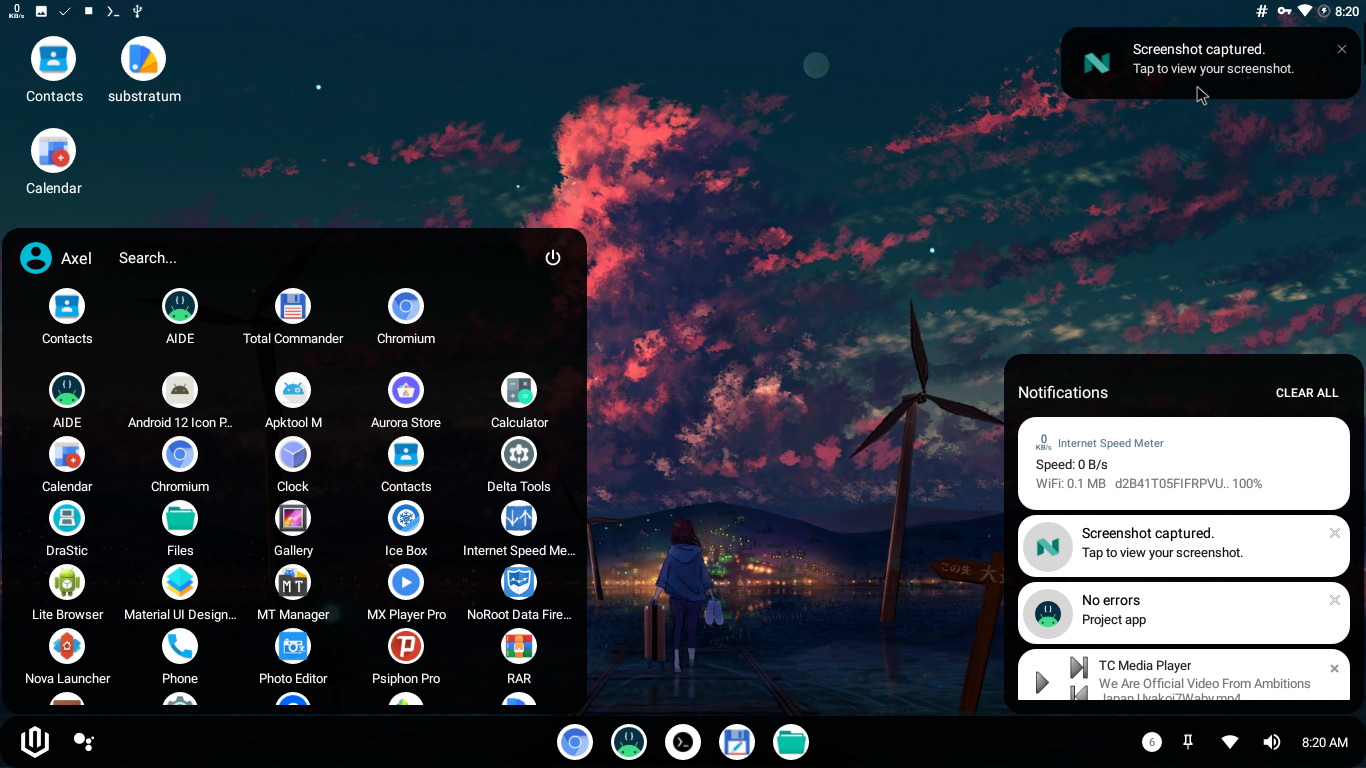 0
KB/s
8:20
Contacts
substratum
Calendar
Screenshot captured.
Tap to view your screenshot.
Axel
Search...
Contacts
AIDE
Total Commander
Chromium
AIDE
Android 12 Icon P...
Apktool M
Aurora Store
Calculator
Calendar
Chromium
Clock
Contacts
Delta Tools
DraStic
Files
Gallery
Ice Box
Internet Speed Me...
Lite Browser
Material UI Design...
MT Manager
MX Player Pro
NoRoot Data Fire...
Nova Launcher
Phone
Photo Editor
Psiphon Pro
RAR
この先
大
Notifications
CLEAR ALL
0
KB/s
Internet Speed Meter
Speed: 0 B/s
WiFi: 0.1 MB d2B41T05FIFRPVU.. 100%
Screenshot captured.
Tap to view your screenshot.
No errors
Project app
TC Media Player
We Are Official Video From Ambitions
6
8:20 AM